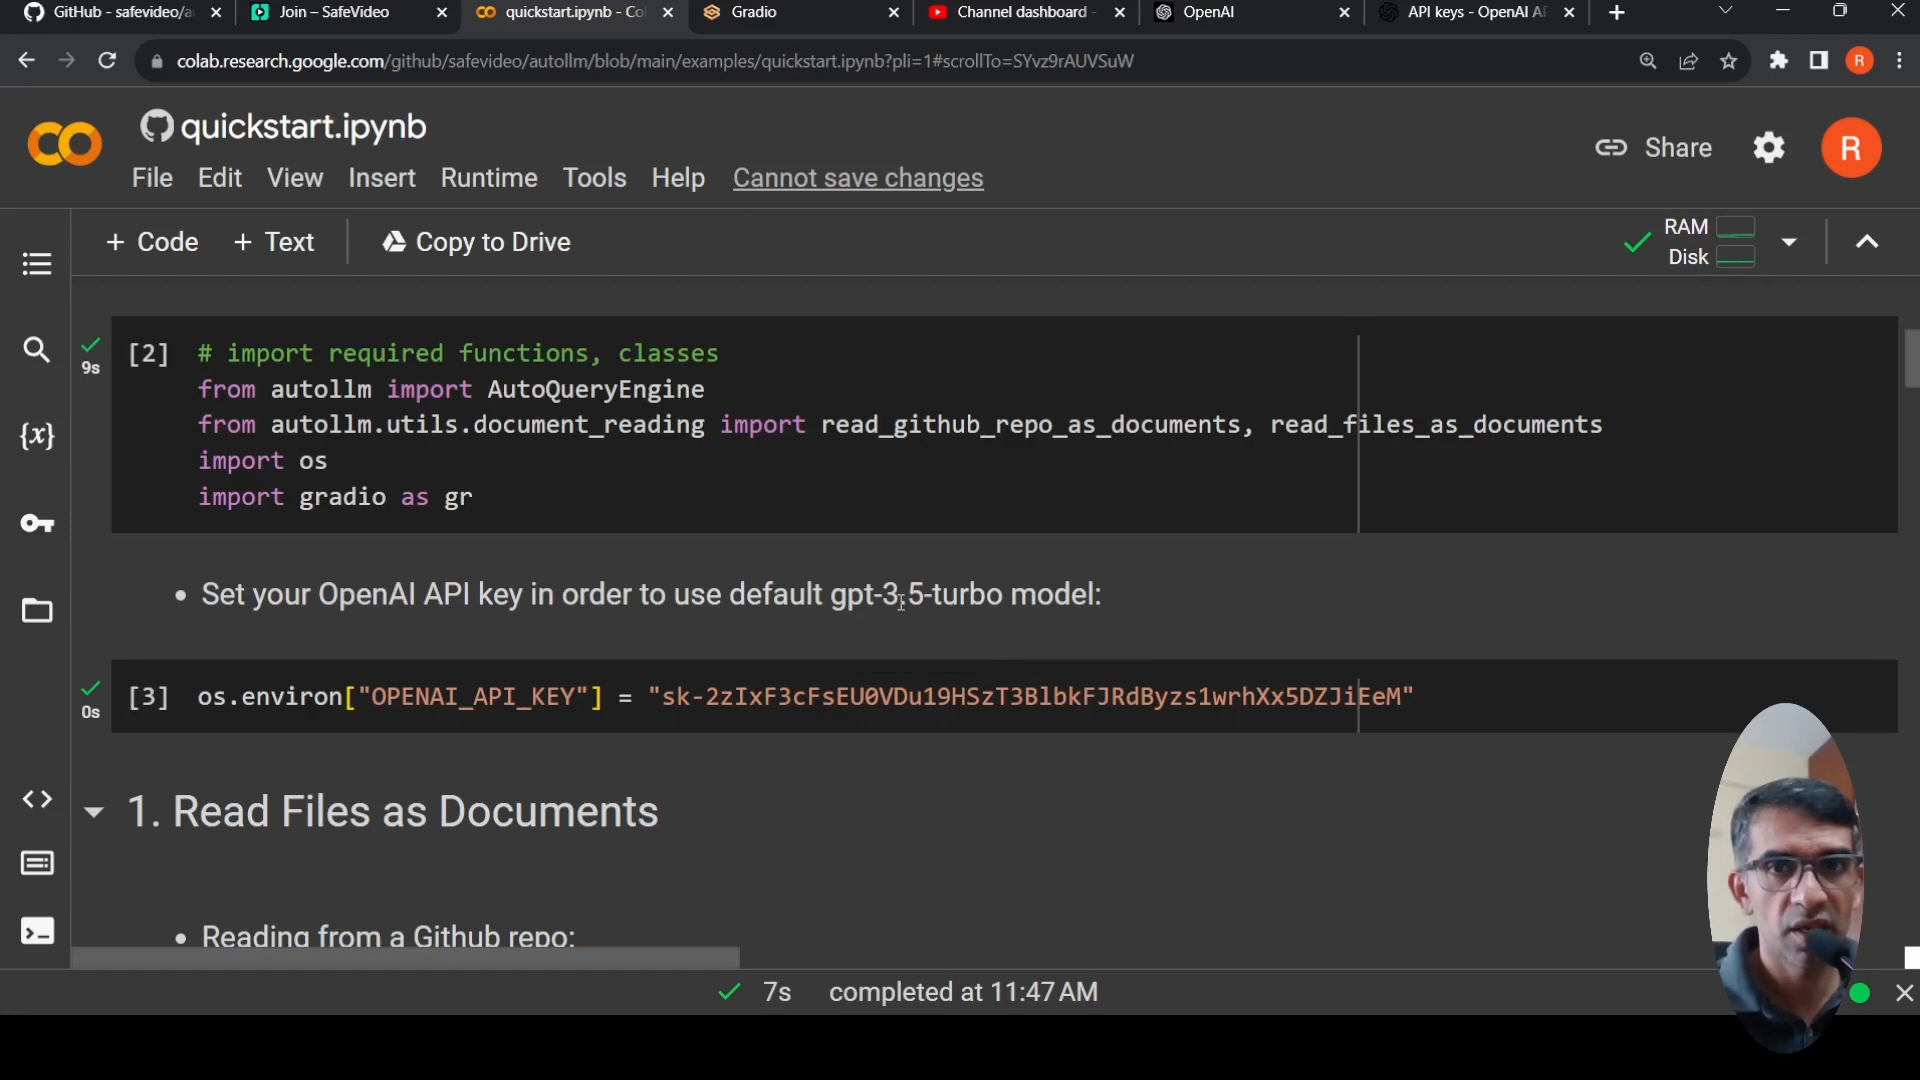 GitHub - safevideo/a
Join – SafeVideo
quickstart.ipynb - Co
Gradio
Channel dashboard -
OpenAI
API keys - OpenAI AP
colab.research.google.com/github/safevideo/autollm/blob/main/examples/quickstart.ipynb?pli=1#scrollTo=SYvz9rAUVSuW
R
quickstart.ipynb
File Edit View Insert Runtime Tools Help Cannot save changes
Share
R
+ Code + Text
Copy to Drive
RAM
Disk
9s
[2] # import required functions, classes
from autollm import AutoQueryEngine
from autollm.utils.document_reading import read_github_repo_as_documents, read_files_as_documents
import os
import gradio as gr
• Set your OpenAI API key in order to use default gpt-3.5-turbo model:
0s
[3] os.environ["OPENAI_API_KEY"] = "[API key omitted]"
1. Read Files as Documents
• Reading from a Github repo:
7s completed at 11:47 AM